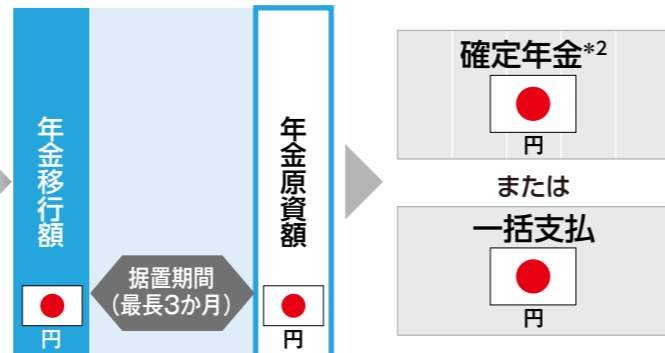 年金移行額
円
据置期間
(最長3か月)
年金原資額
円
確定年金*2
円
または
一括支払
円